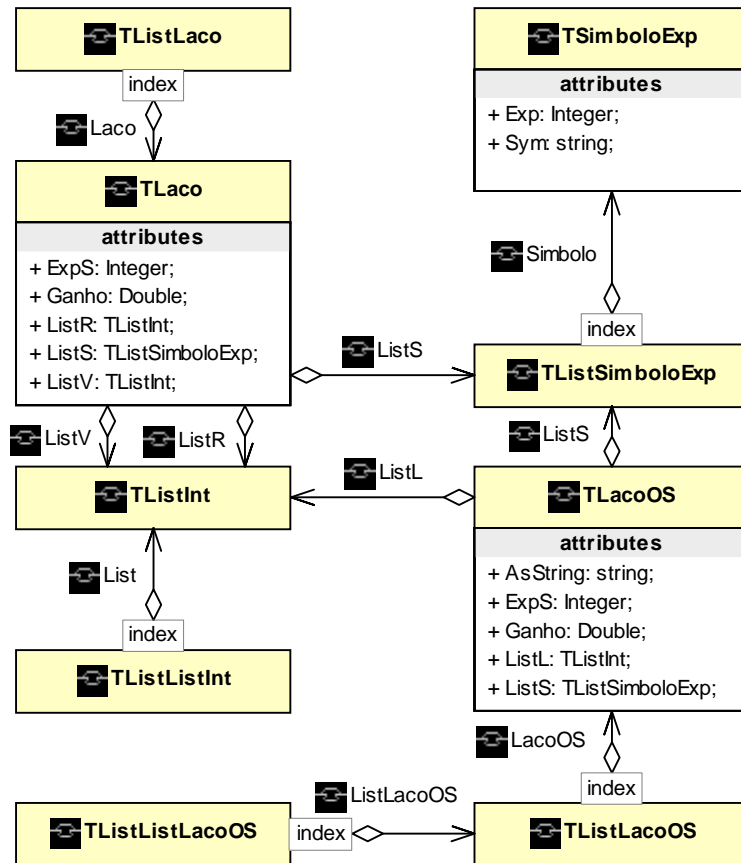 TListLaco
index
Laco
TLaco
attributes
+ ExpS: Integer;
+ Ganho: Double;
+ ListR: TListInt;
+ ListS: TListSimboloExp;
+ ListV: TListInt;
ListV
ListR
TListInt
List
index
TListListInt
TSimboloExp
attributes
+ Exp: Integer;
+ Sym: string;
Simbolo
index
ListS
TListSimboloExp
ListS
ListL
TLacoOS
attributes
+ AsString: string;
+ ExpS: Integer;
+ Ganho: Double;
+ ListL: TListInt;
+ ListS: TListSimboloExp;
LacoOS
index
TListListLacoOS
index
ListLacoOS
TListLacoOS